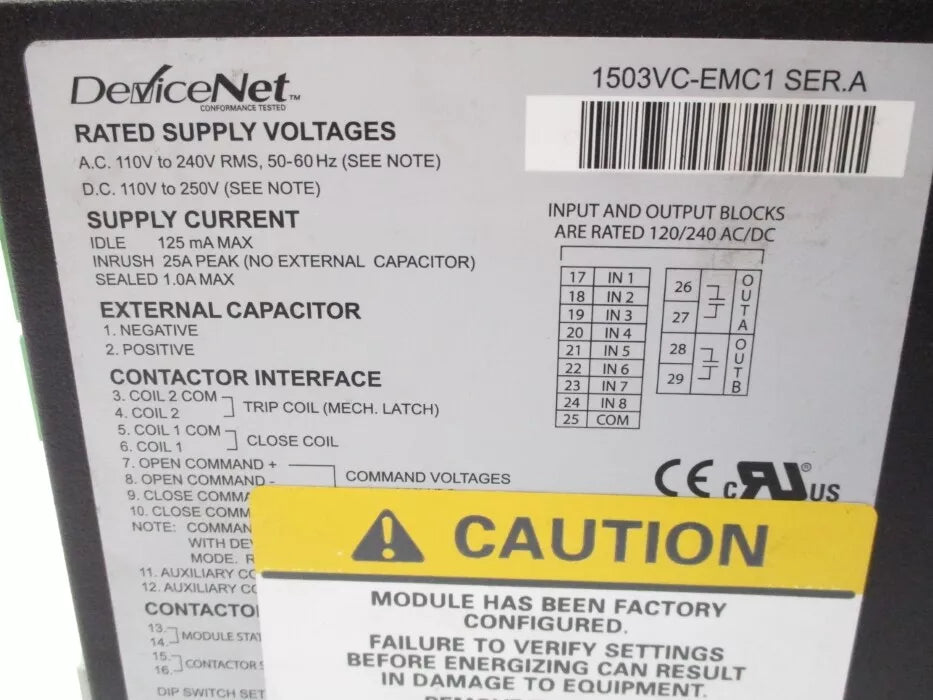 DeviceNet™
CONFORMANCE TESTED
1503VC-EMC1 SER.A
RATED SUPPLY VOLTAGES
A.C. 110V to 240V RMS, 50-60 Hz (SEE NOTE)
D.C. 110V to 250V (SEE NOTE)
SUPPLY CURRENT
IDLE 125 mA MAX
INRUSH 25A PEAK (NO EXTERNAL CAPACITOR)
SEALED 1.0A MAX
EXTERNAL CAPACITOR
1. NEGATIVE
2. POSITIVE
CONTACTOR INTERFACE
3. COIL 2 COM
4. COIL 2
TRIP COIL (MECH. LATCH)
5. COIL 1 COM
6. COIL 1
CLOSE COIL
7. OPEN COMMAND +
8. OPEN COMMAND -
COMMAND VOLTAGES
9. CLOSE COMMA
10. CLOSE COMM
NOTE: COMMAN
WITH DE
MODE. R
11. AUXILIARY CO
12. AUXILIARY CO
CONTACTO
13.
14.
MODULE STAT
15.
16.
CONTACTOR S
DIP SWITCH SET
INPUT AND OUTPUT BLOCKS
ARE RATED 120/240 AC/DC
17 IN 1
18 IN 2
19 IN 3
20 IN 4
21 IN 5
22 IN 6
23 IN 7
24 IN 8
25 COM
26
27
OUT A
28
29
OUT B
CE cRUus®
CAUTION
MODULE HAS BEEN FACTORY
CONFIGURED.
FAILURE TO VERIFY SETTINGS
BEFORE ENERGIZING CAN RESULT
IN DAMAGE TO EQUIPMENT.